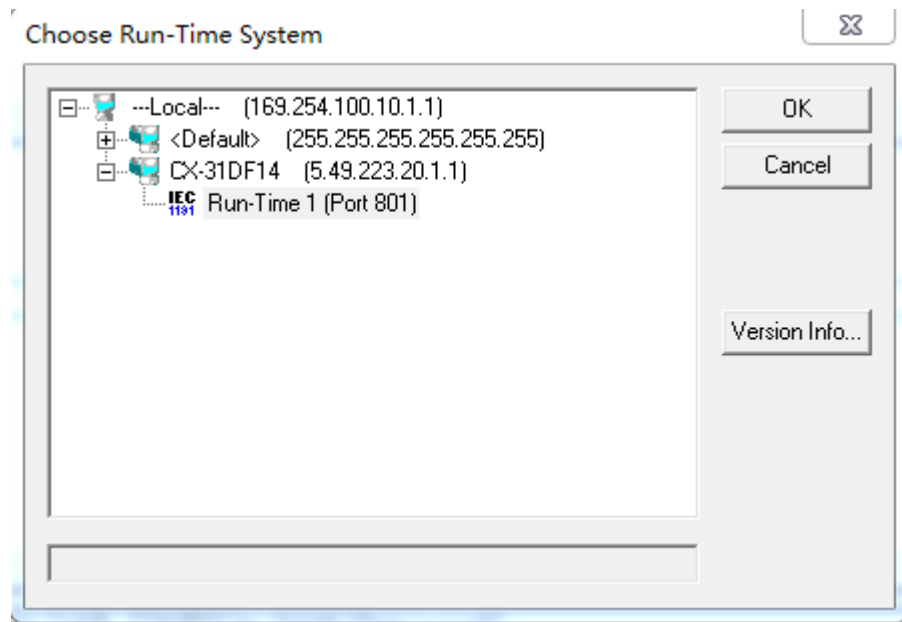 Choose Run-Time System
---Local--- (169.254.100.10.1.1)
<Default> (255.255.255.255.255.255)
CX-31DF14 (5.49.223.20.1.1)
IEC
1131
Run-Time 1 (Port 801)
OK
Cancel
Version Info...